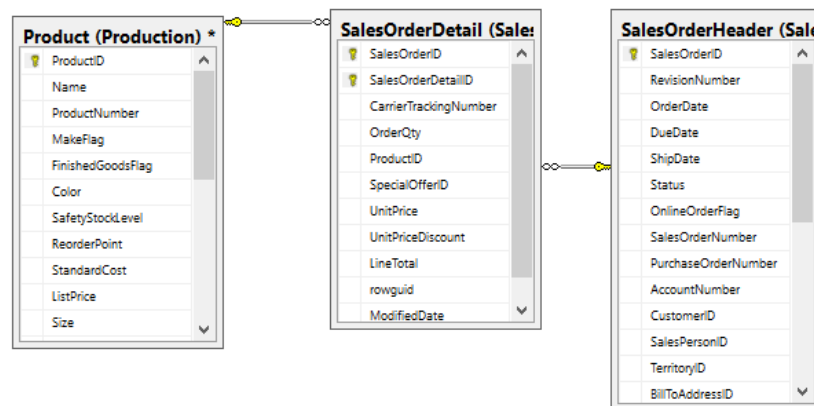 Product (Production) *
ProductID
Name
ProductNumber
MakeFlag
FinishedGoodsFlag
Color
SafetyStockLevel
ReorderPoint
StandardCost
ListPrice
Size
SalesOrderDetail (Sales
SalesOrderID
SalesOrderDetailID
CarrierTrackingNumber
OrderQty
ProductID
SpecialOfferID
UnitPrice
UnitPriceDiscount
LineTotal
rowguid
ModifiedDate
SalesOrderHeader (Sale
SalesOrderID
RevisionNumber
OrderDate
DueDate
ShipDate
Status
OnlineOrderFlag
SalesOrderNumber
PurchaseOrderNumber
AccountNumber
CustomerID
SalesPersonID
TerritoryID
BillToAddressID